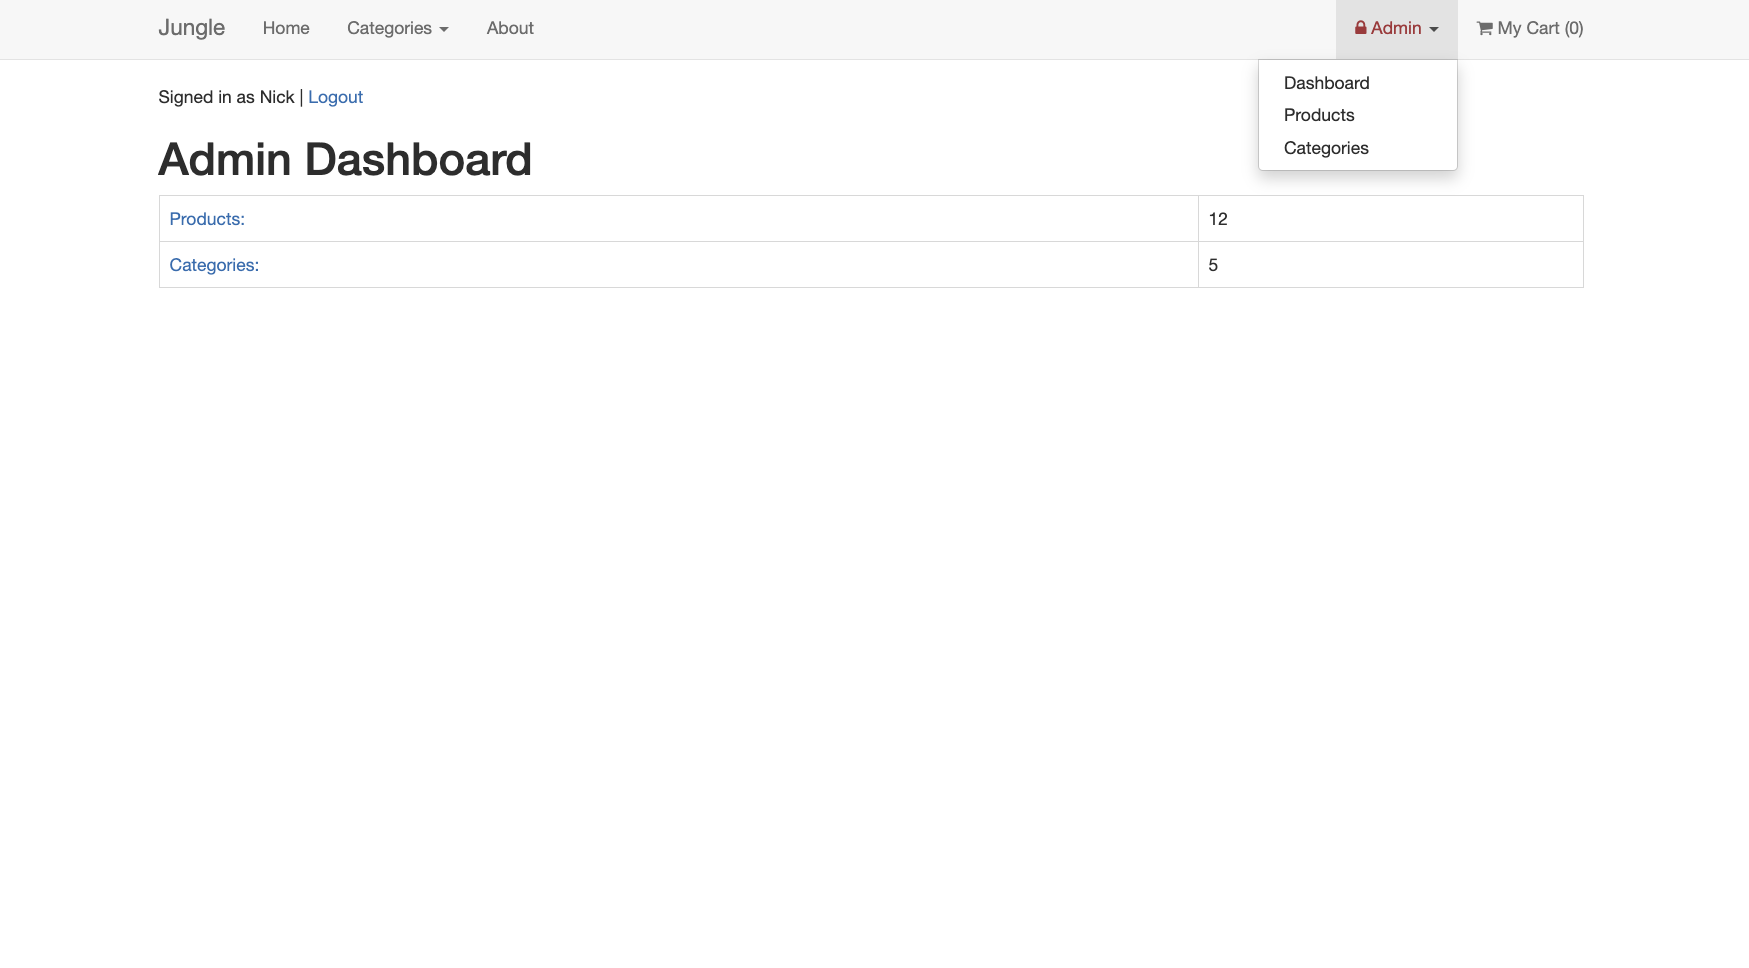 Jungle Home Categories About Admin My Cart (0)
Dashboard
Products
Categories
Signed in as Nick | Logout
Admin Dashboard
Products: 12
Categories: 5